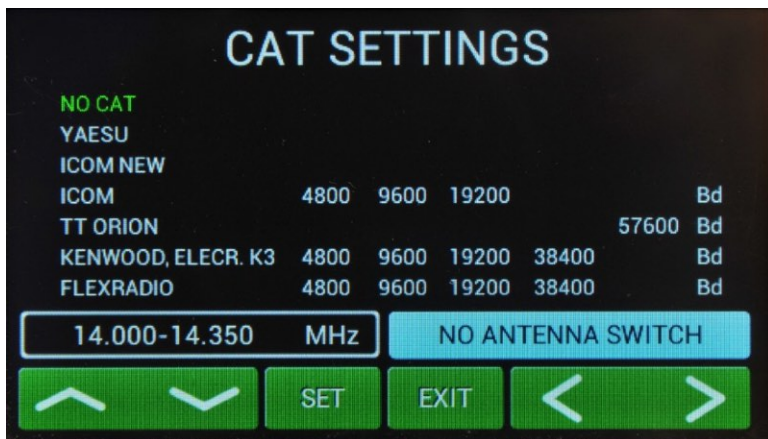 CAT SETTINGS
NO CAT
YAESU
ICOM NEW
ICOM 4800 9600 19200 Bd
TT ORION 57600 Bd
KENWOOD, ELECR. K3 4800 9600 19200 38400 Bd
FLEXRADIO 4800 9600 19200 38400 Bd
14.000-14.350 MHz NO ANTENNA SWITCH
SET EXIT